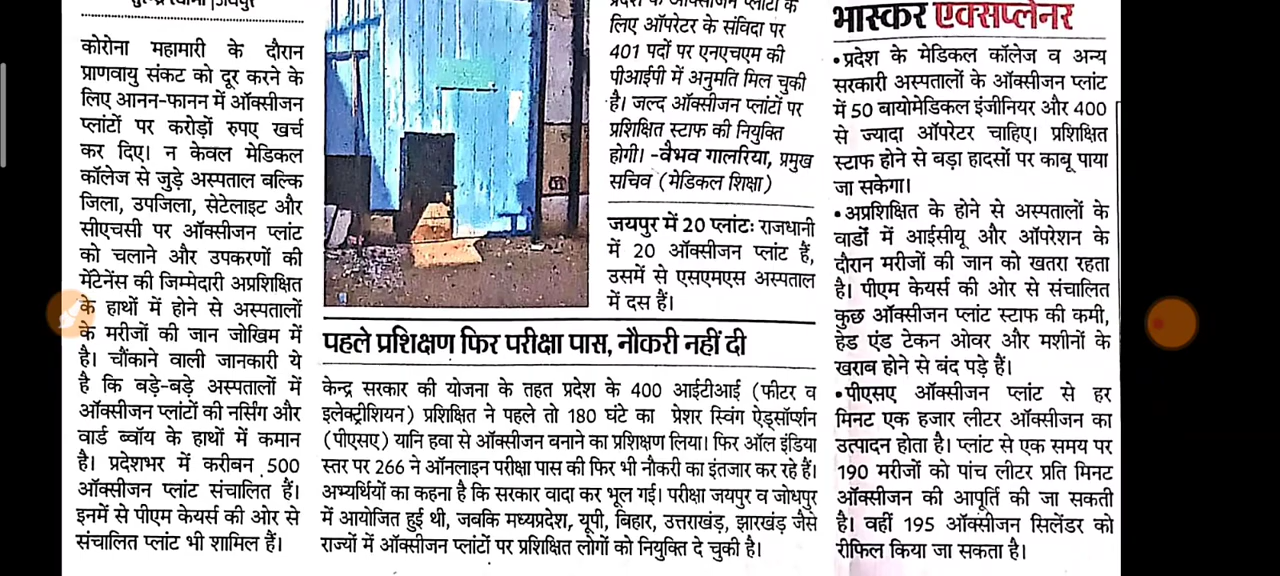 सुरेन्द्र स्वामी | जयपुर
कोरोना महामारी के दौरान
प्राणवायु संकट को दूर करने के
लिए आनन-फानन में ऑक्सीजन
प्लांटों पर करोड़ों रुपए खर्च
कर दिए। न केवल मेडिकल
कॉलेज से जुड़े अस्पताल बल्कि
जिला, उपजिला, सेटेलाइट और
सीएचसी पर ऑक्सीजन प्लांट
को चलाने और उपकरणों की
मेंटेनेंस की जिम्मेदारी अप्रशिक्षित
के हाथों में होने से अस्पतालों
के मरीजों की जान जोखिम में
है। चौंकाने वाली जानकारी ये
है कि बड़े-बड़े अस्पतालों में
ऑक्सीजन प्लांटों की नर्सिंग और
वार्ड ब्वॉय के हाथों में कमान
है। प्रदेशभर में करीबन 500
ऑक्सीजन प्लांट संचालित हैं।
इनमें से पीएम केयर्स की ओर से
संचालित प्लांट भी शामिल हैं।
प्रदेश के ऑक्सीजन प्लांटों के
लिए ऑपरेटर के संविदा पर
401 पदों पर एनएचएम की
पीआईपी में अनुमति मिल चुकी
है। जल्द ऑक्सीजन प्लांटों पर
प्रशिक्षित स्टाफ की नियुक्ति
होगी। -वैभव गालरिया, प्रमुख
सचिव (मेडिकल शिक्षा)
जयपुर में 20 प्लांट: राजधानी
में 20 ऑक्सीजन प्लांट हैं,
उसमें से एसएमएस अस्पताल
में दस हैं।
पहले प्रशिक्षण फिर परीक्षा पास, नौकरी नहीं दी
केन्द्र सरकार की योजना के तहत प्रदेश के 400 आईटीआई (फीटर व
इलेक्ट्रीशियन) प्रशिक्षित ने पहले तो 180 घंटे का प्रेशर स्विंग ऐड्सॉर्प्शन
(पीएसए) यानि हवा से ऑक्सीजन वनाने का प्रशिक्षण लिया। फिर ऑल इंडिया
स्तर पर 266 ने ऑनलाइन परीक्षा पास की फिर भी नौकरी का इंतजार कर रहे हैं।
अभ्यर्थियों का कहना है कि सरकार वादा कर भूल गई। परीक्षा जयपुर व जोधपुर
में आयोजित हुई थी, जबकि मध्यप्रदेश, यूपी, बिहार, उत्तराखंड, झारखंड जैसे
राज्यों में ऑक्सीजन प्लांटों पर प्रशिक्षित लोगों को नियुक्ति दे चुकी है।
भास्कर एक्सप्लेनर
•प्रदेश के मेडिकल कॉलेज व अन्य
सरकारी अस्पतालों के ऑक्सीजन प्लांट
में 50 बायोमेडिकल इंजीनियर और 400
से ज्यादा ऑपरेटर चाहिए। प्रशिक्षित
स्टाफ होने से बड़ा हादसों पर काबू पाया
जा सकेगा।
•अप्रशिक्षित के होने से अस्पतालों के
वार्डों में आईसीयू और ऑपरेशन के
दौरान मरीजों की जान को खतरा रहता
है। पीएम केयर्स की ओर से संचालित
कुछ ऑक्सीजन प्लांट स्टाफ की कमी,
हेड एंड टेकन ओवर और मशीनों के
खराब होने से बंद पड़े हैं।
•पीएसए ऑक्सीजन प्लांट से हर
मिनट एक हजार लीटर ऑक्सीजन का
उत्पादन होता है। प्लांट से एक समय पर
190 मरीजों को पांच लीटर प्रति मिनट
ऑक्सीजन की आपूर्ति की जा सकती
है। वहीं 195 ऑक्सीजन सिलेंडर को
रीफिल किया जा सकता है।